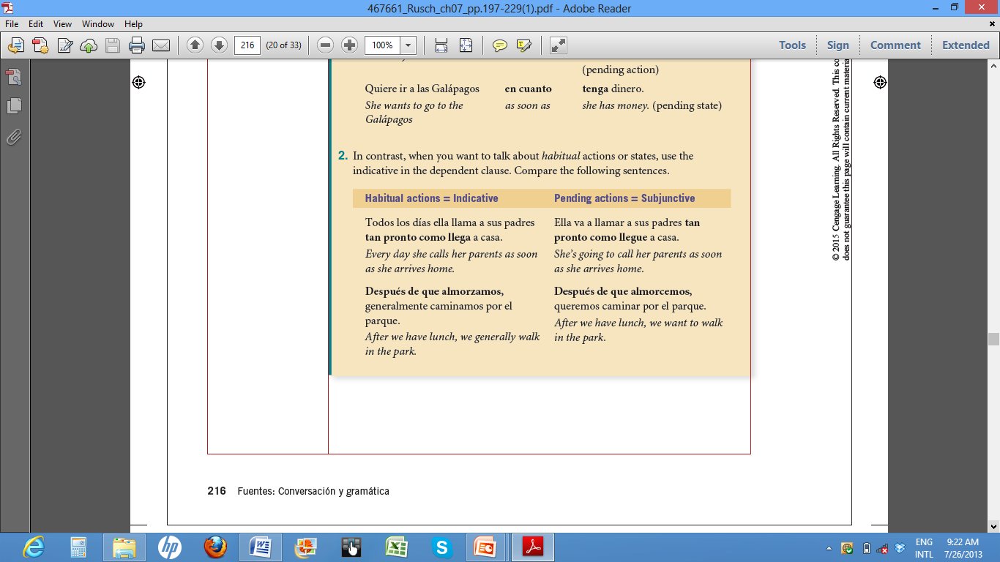 467661_Rusch_ch07_pp.197-229(1).pdf - Adobe Reader
File Edit View Window Help
216 (20 of 33) 100% Tools Sign Comment Extended
(pending action)
Quiere ir a las Galápagos en cuanto tenga dinero.
She wants to go to the as soon as she has money. (pending state)
Galápagos
2. In contrast, when you want to talk about habitual actions or states, use the
indicative in the dependent clause. Compare the following sentences.
Habitual actions = Indicative Pending actions = Subjunctive
Todos los días ella llama a sus padres
tan pronto como llega a casa.
Every day she calls her parents as soon
as she arrives home.
Ella va a llamar a sus padres tan
pronto como llegue a casa.
She's going to call her parents as soon
as she arrives home.
Después de que almorzamos,
generalmente caminamos por el
parque.
After we have lunch, we generally walk
in the park.
Después de que almorcemos,
queremos caminar por el parque.
After we have lunch, we want to walk
in the park.
© 2015 Cengage Learning. All Rights Reserved. This co
does not guarantee this page will contain current materia
216 Fuentes: Conversación y gramática
ENG 9:22 AM
INTL 7/26/2013